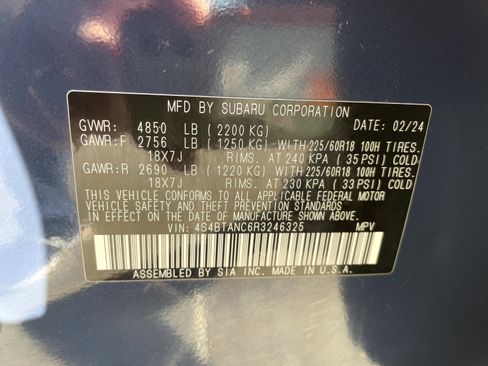 MFD BY SUBARU CORPORATION DATE: 02/24
GVWR: 4850 LB (2200 KG)
GAWR:F 2756 LB (1250 KG) WITH 225/60R18 100H TIRES.
18X7J RIMS. AT 240 KPA (35 PSI) COLD
GAWR:R 2690 LB (1220 KG) WITH 225/60R18 100H TIRES.
18X7J RIMS. AT 230 KPA (33 PSI) COLD
THIS VEHICLE CONFORMS TO ALL APPLICABLE FEDERAL MOTOR
VEHICLE SAFETY AND THEFT PREVENTION STANDARDS IN EFFECT ON THE
DATE OF MANUFACTURE SHOWN ABOVE.
VIN: 4S4BTANC6R3246325 MPV
ASSEMBLED BY SIA INC. MADE IN U.S.A.